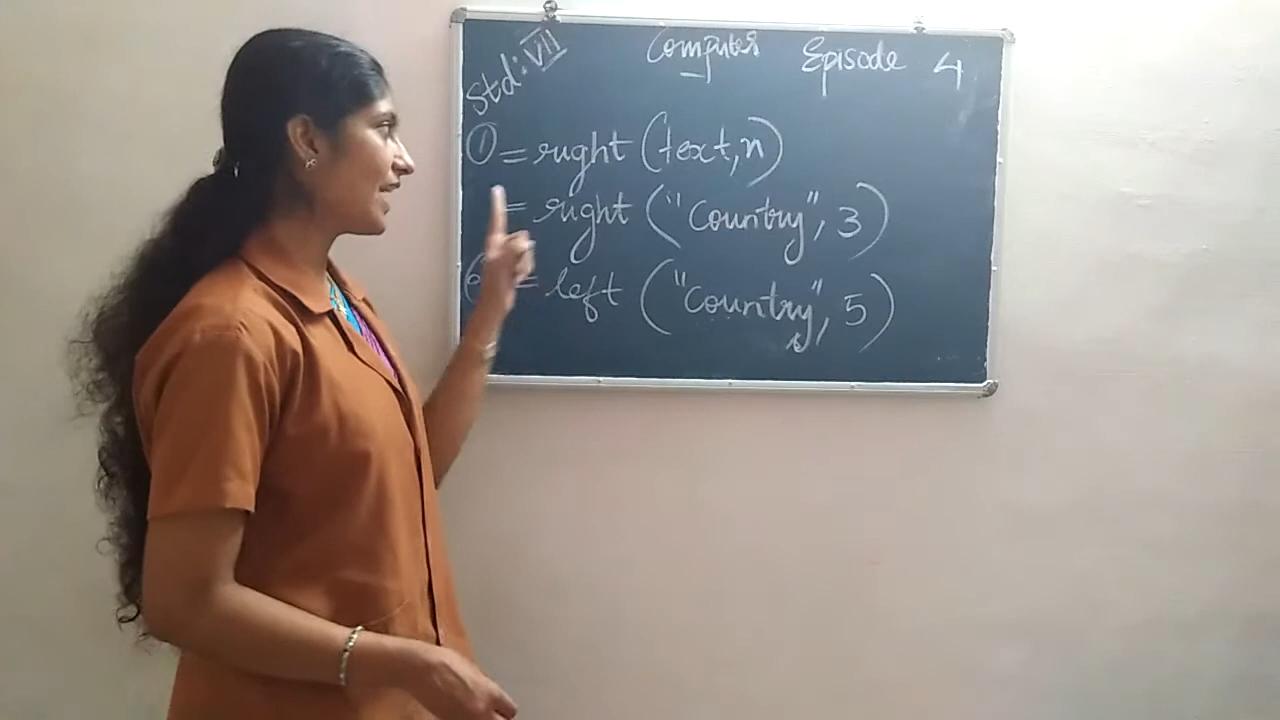 Std: VII
Computer Episode 4
① = right (text, n)
= right ("Country", 3)
= left ("Country", 5)